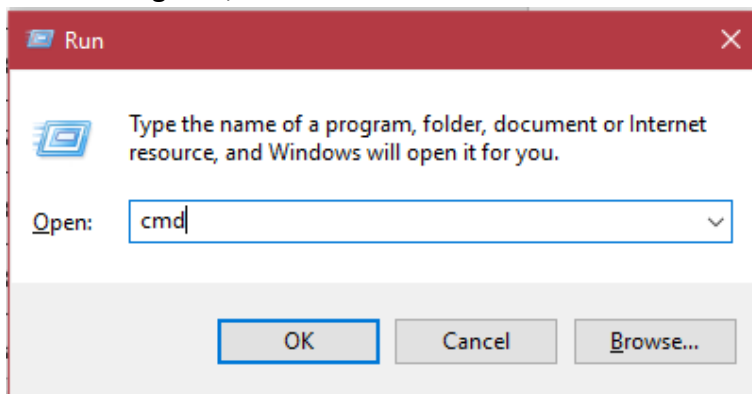 Run
Type the name of a program, folder, document or Internet
resource, and Windows will open it for you.
Open:
cmd
OK
Cancel
Browse...